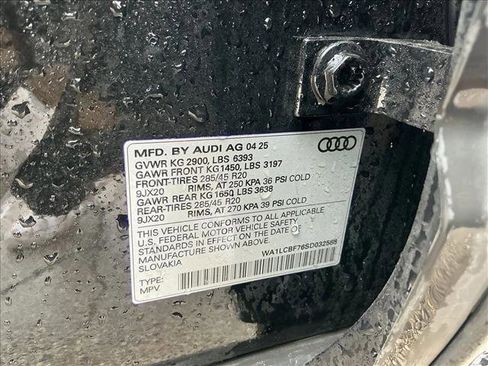 MFD. BY AUDI AG 04 25
GVWR KG 2900, LBS 6393
GAWR FRONT KG 1450, LBS 3197
FRONT-TIRES 285/45 R20
9JX20 RIMS, AT 250 KPA 36 PSI COLD
GAWR REAR KG 1650 LBS 3638
REAR-TIRES 285/45 R20
9JX20 RIMS, AT 270 KPA 39 PSI COLD
THIS VEHICLE CONFORMS TO ALL APPLICABLE
U.S. FEDERAL MOTOR VEHICLE SAFETY
STANDARDS IN EFFECT ON THE DATE OF
MANUFACTURE SHOWN ABOVE.
SLOVAKIA WA1LCBF76SD032568
TYPE:
MPV